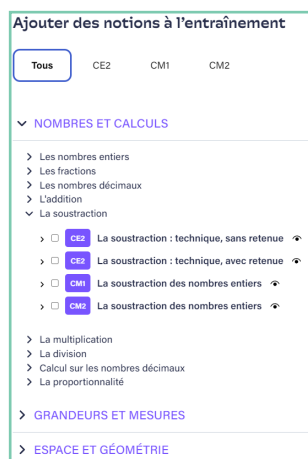 Ajouter des notions à l'entraînement
Tous CE2 CM1 CM2
NOMBRES ET CALCULS
Les nombres entiers
Les fractions
Les nombres décimaux
L'addition
La soustraction
CE2 La soustraction : technique, sans retenue
CE2 La soustraction : technique, avec retenue
CM1 La soustraction des nombres entiers
CM2 La soustraction des nombres entiers
La multiplication
La division
Calcul sur les nombres décimaux
La proportionnalité
GRANDEURS ET MESURES
ESPACE ET GÉOMÉTRIE